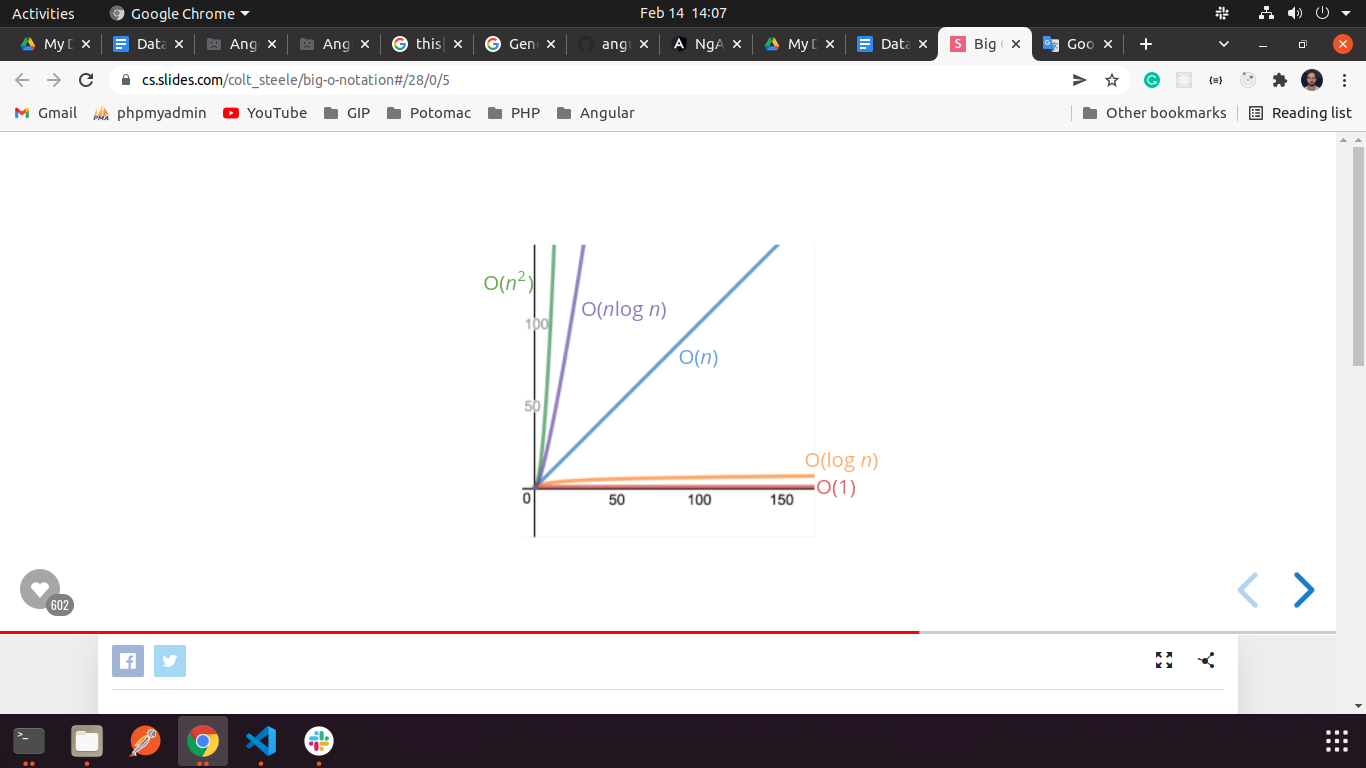 Activities
Google Chrome
Feb 14 14:07
My D
Data
Ang
Ang
this
Gen
ang
NgA
My D
Data
Big
Goo
cs.slides.com/colt_steele/big-o-notation#/28/0/5
Gmail
phpmyadmin
YouTube
GIP
Potomac
PHP
Angular
Other bookmarks
Reading list
O(n²)
O(nlog n)
100
O(n)
50
O(log n)
O(1)
0 50 100 150
602